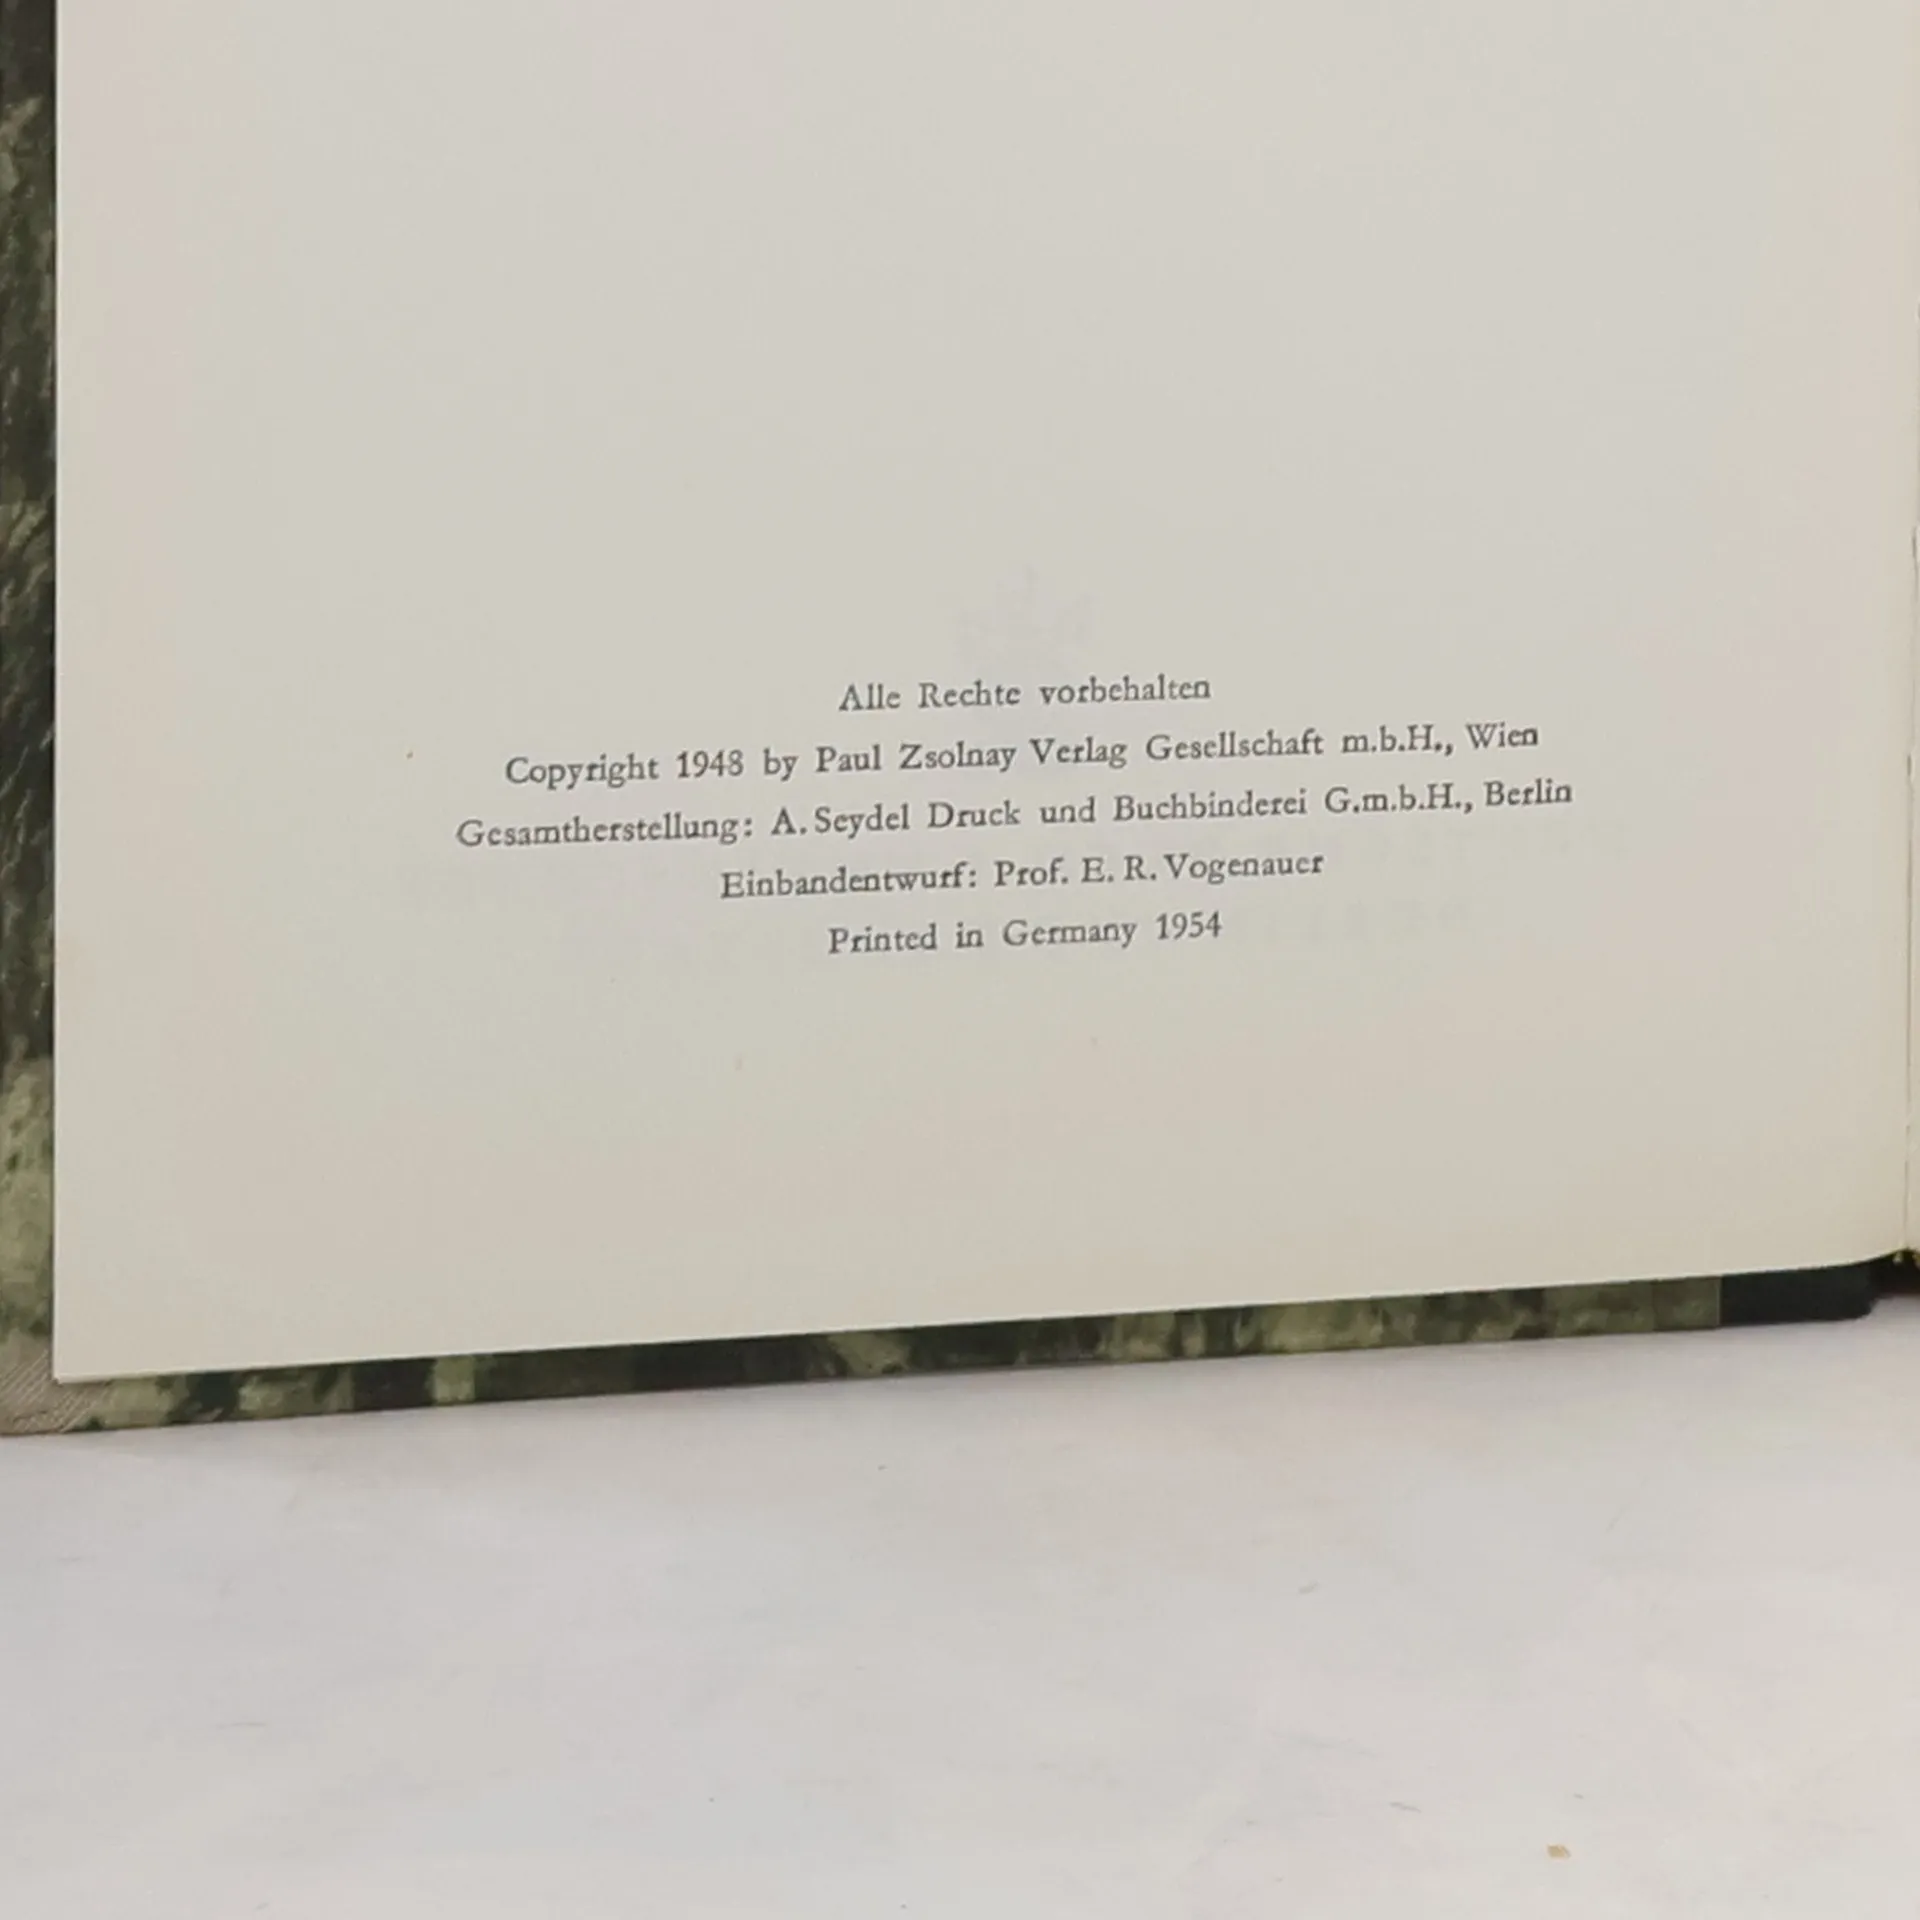 Alle Rechte vorbehalten
Copyright 1948 by Paul Zsolnay Verlag Gesellschaft m.b.H., Wien
Gesamtherstellung: A. Seydel Druck und Buchbinderei G.m.b.H., Berlin
Einbandentwurf: Prof. E. R. Vogenauer
Printed in Germany 1954